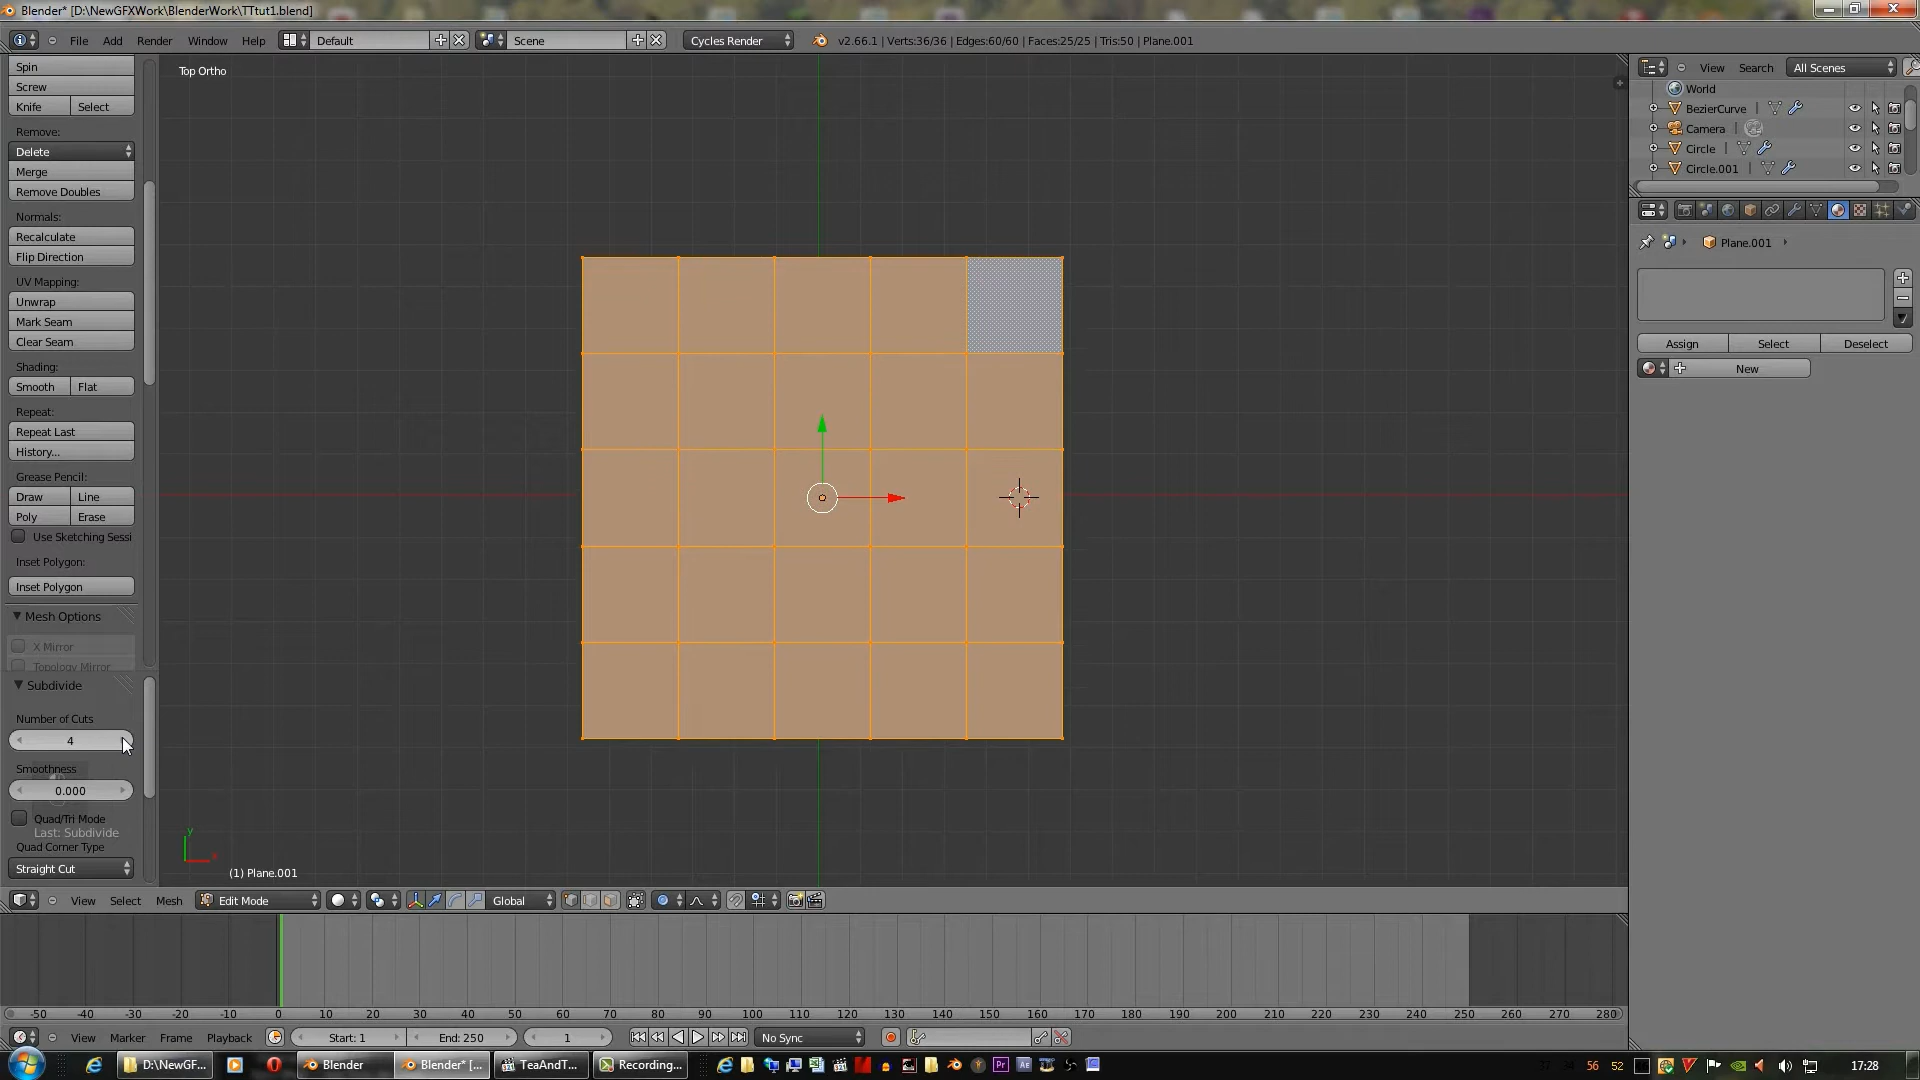 Blender* [D:\NewGFXWork\BlenderWork\TTtut1.blend]
File Add Render Window Help Default Scene Cycles Render v2.66.1 | Verts:36/36 | Edges:60/60 | Faces:25/25 | Tris:50 | Plane.001
Spin
Screw
Knife Select
Remove:
Delete
Merge
Remove Doubles
Normals:
Recalculate
Flip Direction
UV Mapping:
Unwrap
Mark Seam
Clear Seam
Shading:
Smooth Flat
Repeat:
Repeat Last
History...
Grease Pencil:
Draw Line
Poly Erase
Use Sketching Sessi
Inset Polygon:
Inset Polygon
Mesh Options
X Mirror
Topology Mirror
Subdivide
Number of Cuts
4
Smoothness
0.000
Quad/Tri Mode
Last: Subdivide
Quad Corner Type
Straight Cut
Top Ortho
y
x
(1) Plane.001
View Search All Scenes
World
BezierCurve
Camera
Circle
Circle.001
Plane.001
Assign Select Deselect
New
View Select Mesh Edit Mode Global
-50 -40 -30 -20 -10 0 10 20 30 40 50 60 70 80 90 100 110 120 130 140 150 160 170 180 190 200 210 220 230 240 250 260 270 280
View Marker Frame Playback Start: 1 End: 250 1 No Sync
D:\NewGF... Blender Blender* [... TeaAndT... Recording... 56 52 17:28